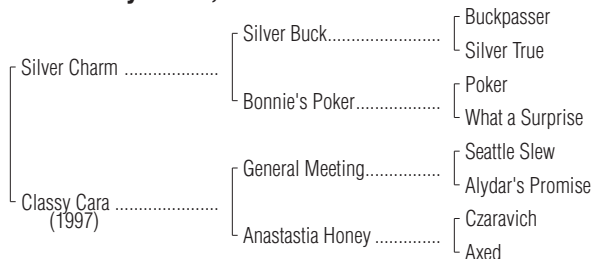 Buckpasser
Silver Buck
Silver True
Silver Charm
Poker
Bonnie's Poker
What a Surprise
Seattle Slew
General Meeting
Alydar's Promise
Classy Cara
(1997)
Czaravich
Anastastia Honey
Axed